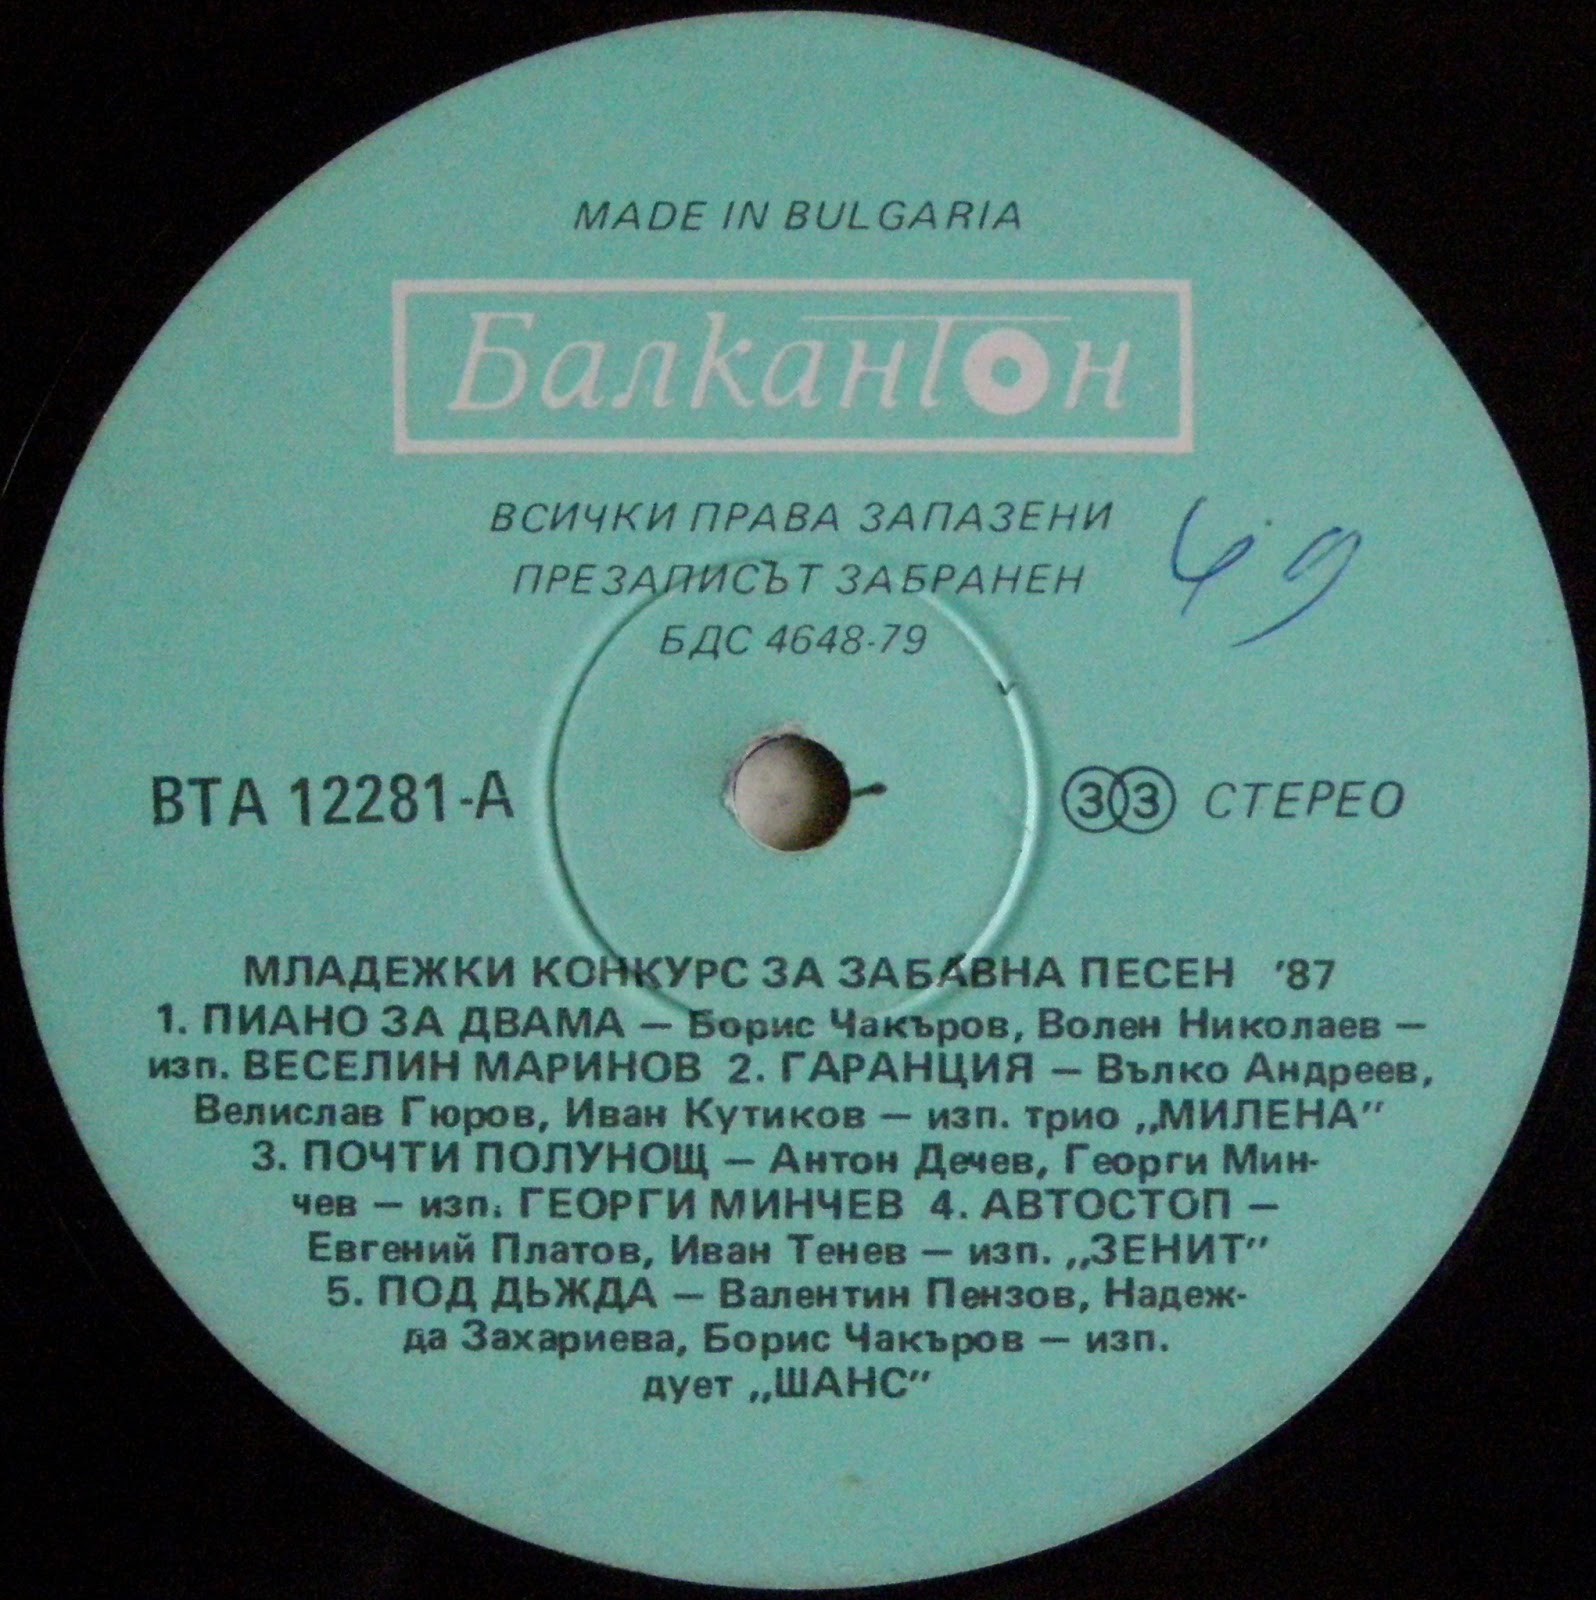 MADE IN BULGARIA
Балкантон
ВСИЧКИ ПРАВА ЗАПАЗЕНИ
ПРЕЗАПИСЪТ ЗАБРАНЕН
49
БДС 4648-79
ВТА 12281-А
33 СТЕРЕО
МЛАДЕЖКИ КОНКУРС ЗА ЗАБАВНА ПЕСЕН '87
1. ПИАНО ЗА ДВАМА — Борис Чакъров, Волен Николаев —
изп. ВЕСЕЛИН МАРИНОВ 2. ГАРАНЦИЯ — Вълко Андреев,
Велислав Гюров, Иван Кутиков — изп. трио „МИЛЕНА”
3. ПОЧТИ ПОЛУНОЩ — Антон Дечев, Георги Мин-
чев — изп. ГЕОРГИ МИНЧЕВ 4. АВТОСТОП —
Евгений Платов, Иван Тенев — изп. „ЗЕНИТ”
5. ПОД ДЬЖДА — Валентин Пензов, Надеж-
да Захариева, Борис Чакъров — изп.
дует „ШАНС”